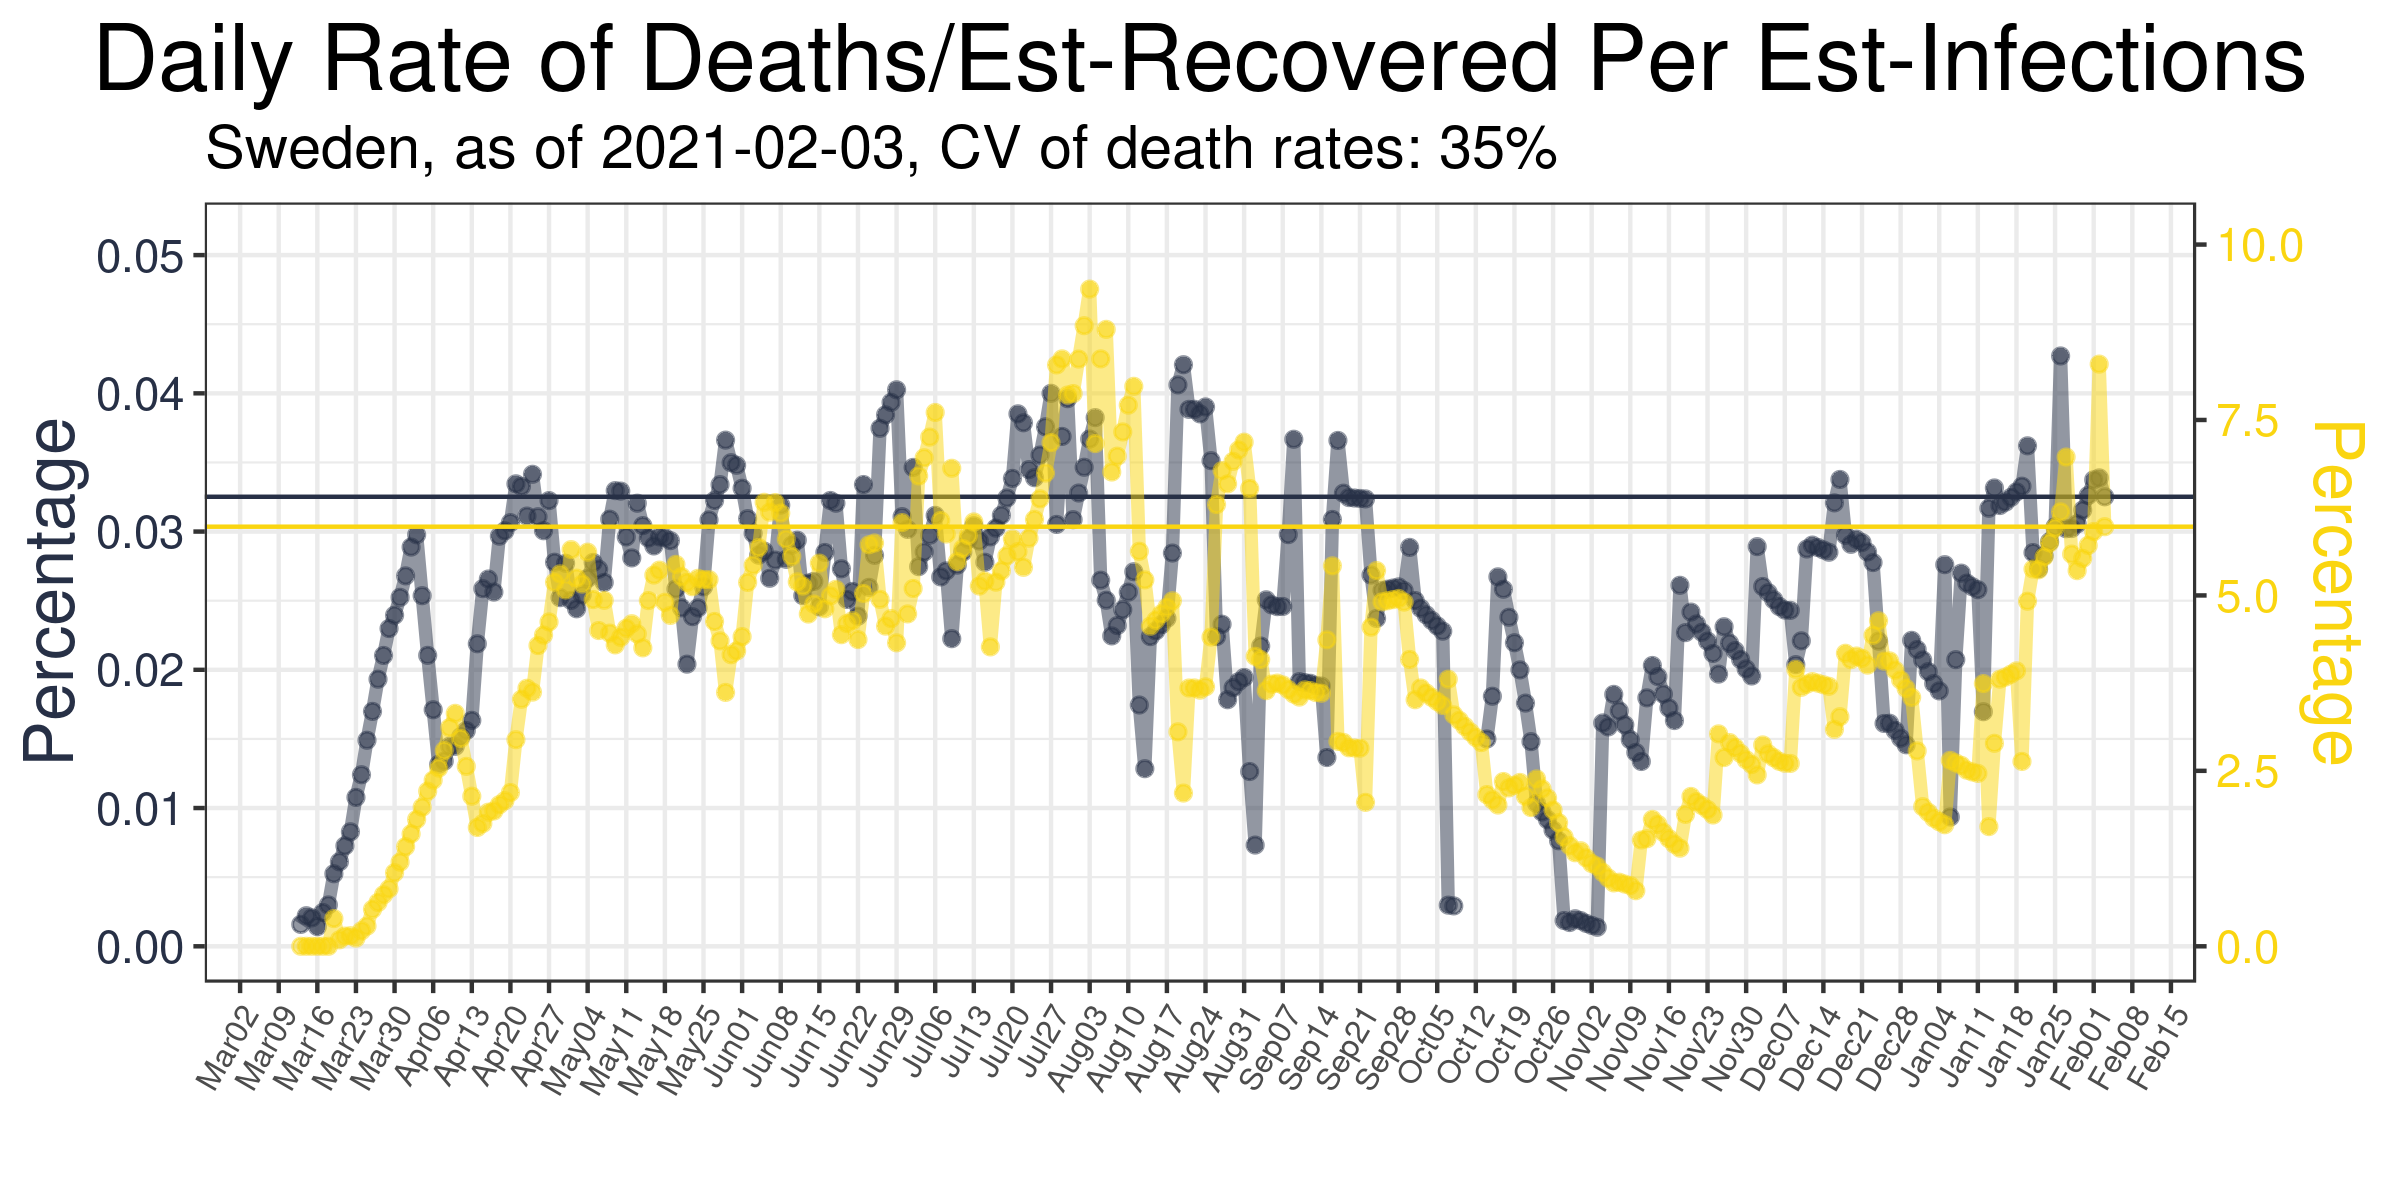 Daily Rate of Deaths/Est-Recovered Per Est-Infections
Sweden, as of 2021-02-03, CV of death rates: 35%
Percentage
0.05
0.04
0.03
0.02
0.01
0.00
10.0
7.5
5.0
2.5
0.0
Percentage
Mar02
Mar09
Mar16
Mar23
Mar30
Apr06
Apr13
Apr20
Apr27
May04
May11
May18
May25
Jun01
Jun08
Jun15
Jun22
Jun29
Jul06
Jul13
Jul20
Jul27
Aug03
Aug10
Aug17
Aug24
Aug31
Sep07
Sep14
Sep21
Sep28
Oct05
Oct12
Oct19
Oct26
Nov02
Nov09
Nov16
Nov23
Nov30
Dec07
Dec14
Dec21
Dec28
Jan04
Jan11
Jan18
Jan25
Feb01
Feb08
Feb15